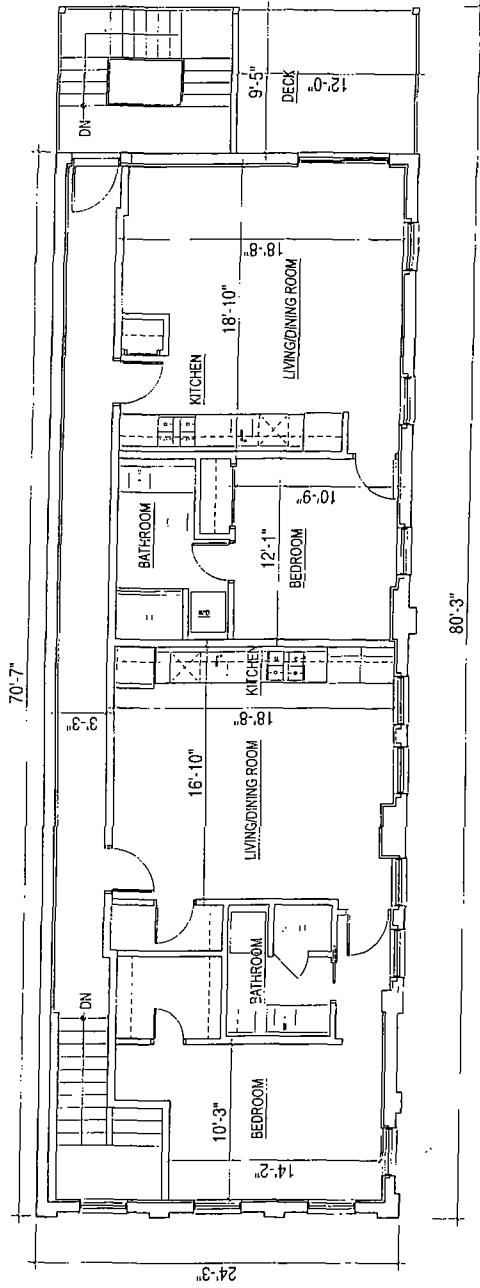 70'-7"
DN
9'-5"
DECK
12'-0"
18'-8"
18'-10"
LIVING/DINING ROOM
KITCHEN
BATHROOM
10'-9"
12'-1"
BEDROOM
3'-3"
KITCHEN
18'-8"
16'-10"
LIVING/DINING ROOM
BATHROOM
DN
10'-3"
BEDROOM
14'-2"
24'-3"
80'-3"